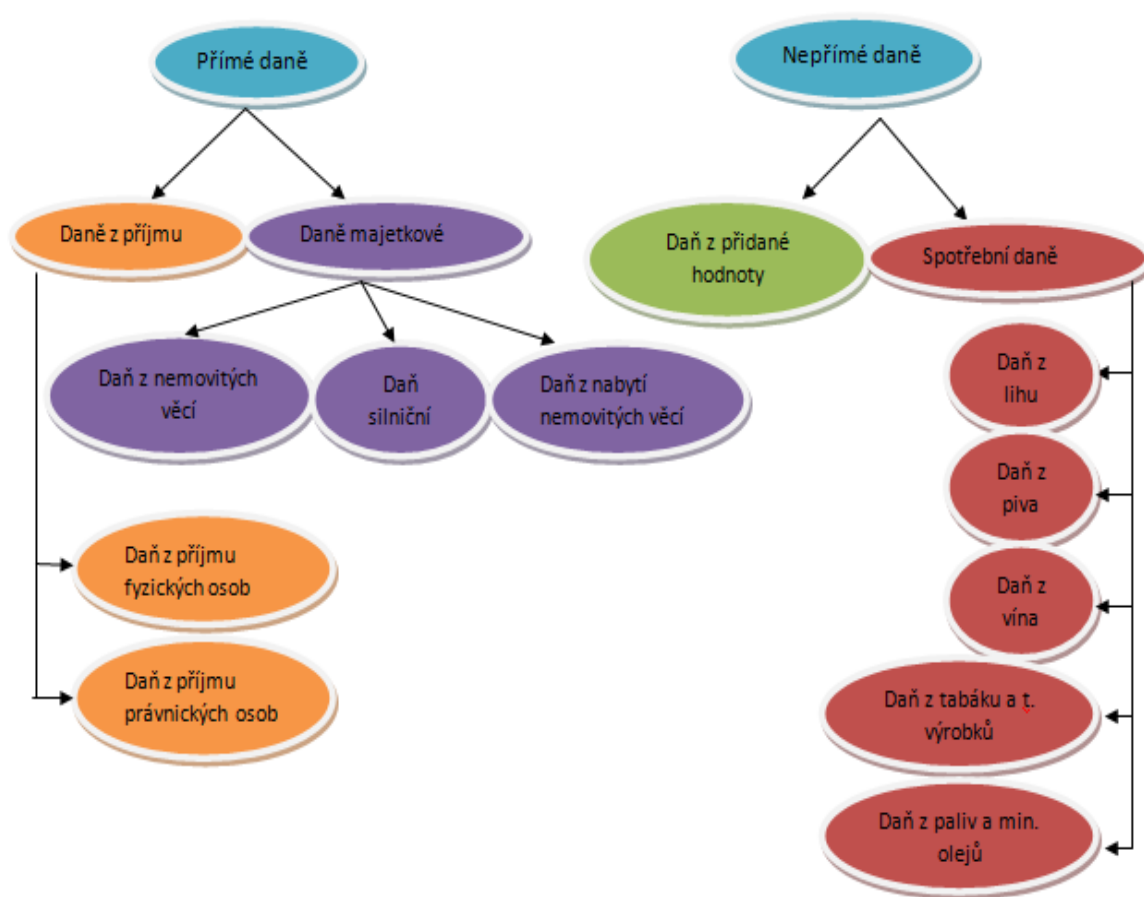 Přímé daně
Nepřímé daně
Daně z příjmu
Daně majetkové
Daň z přidané
hodnoty
Spotřební daně
Daň z nemovitých
věcí
Daň
silniční
Daň z nabytí
nemovitých věcí
Daň z
lihu
Daň z
piva
Daň z příjmu
fyzických osob
Daň z
vína
Daň z příjmu
právnických osob
Daň z tabáku a t.
výrobků
Daň z paliv a min.
olejů